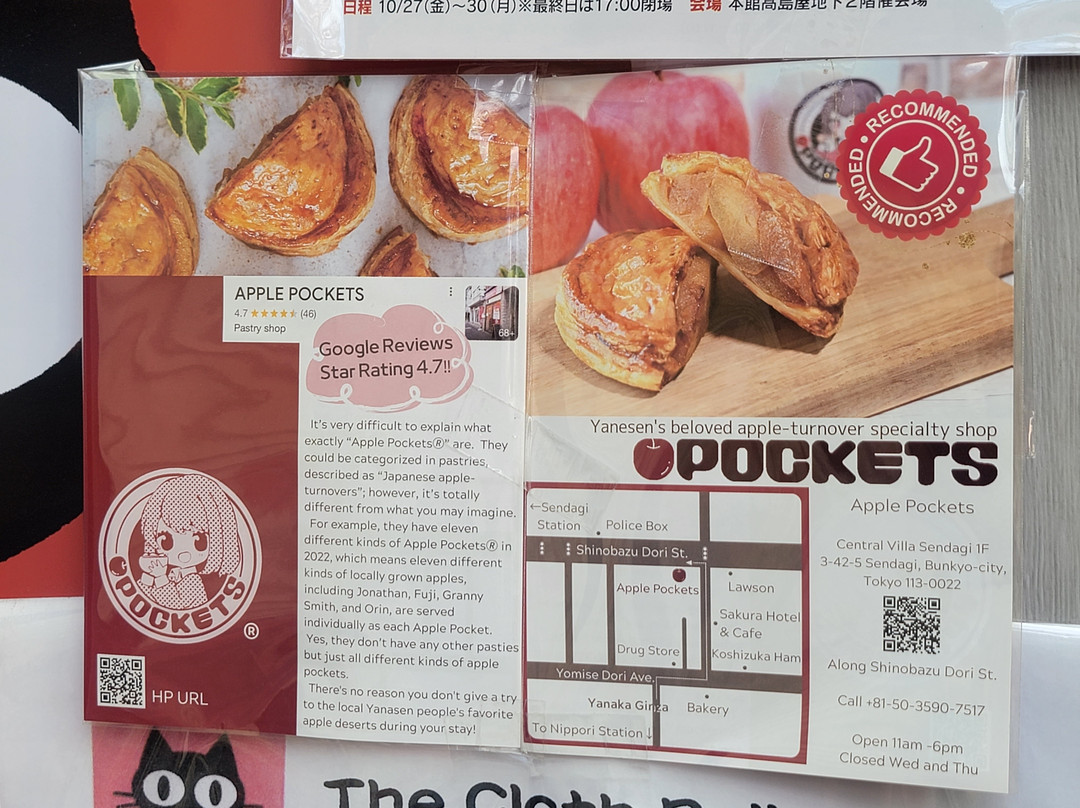 日程 10/27(金)～30(月)※最終日は17:00閉場 会場 本館髙島屋地下2階催会場
APPLE POCKETS
4.7 ★★★★★ (46)
Pastry shop
68+
Google Reviews
Star Rating 4.7!!
It's very difficult to explain what
exactly “Apple Pockets®” are. They
could be categorized in pastries,
described as “Japanese apple-
turnovers”; however, it's totally
different from what you may imagine.
For example, they have eleven
different kinds of Apple Pockets® in
2022, which means eleven different
kinds of locally grown apples,
including Jonathan, Fuji, Granny
Smith, and Orin, are served
individually as each Apple Pocket.
Yes, they don't have any other pasties
but just all different kinds of apple
pockets.
There's no reason you don't give a try
to the local Yanasen people's favorite
apple deserts during your stay!
POCKETS
®
HP URL
RECOMMENDED • RECOMMENDED • RECOMMENDED
Yanesen's beloved apple-turnover specialty shop
POCKETS
←Sendagi
Station
Police Box
Shinobazu Dori St.
Apple Pockets
Lawson
Sakura Hotel
& Cafe
Drug Store
Koshizuka Ham
Yomise Dori Ave.
Yanaka Ginza
Bakery
To Nippori Station↓
Apple Pockets
Central Villa Sendagi 1F
3-42-5 Sendagi, Bunkyo-city,
Tokyo 113-0022
Along Shinobazu Dori St.
Call +81-50-3590-7517
Open 11am -6pm
Closed Wed and Thu
The Cloth